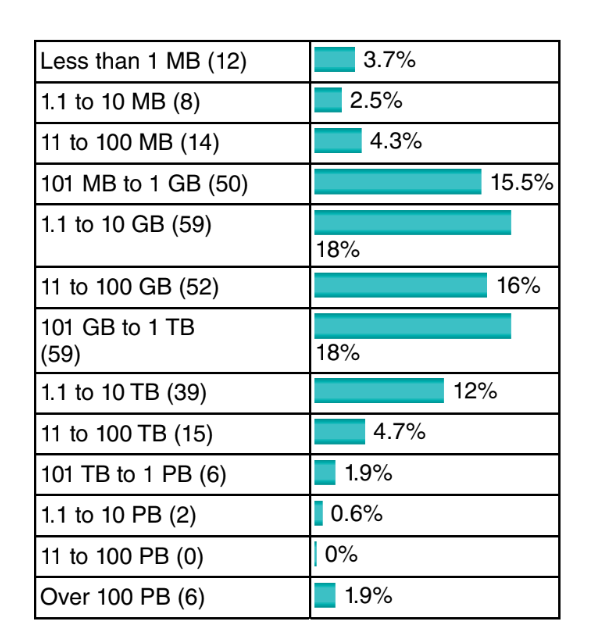 Less than 1 MB (12) 3.7%
1.1 to 10 MB (8) 2.5%
11 to 100 MB (14) 4.3%
101 MB to 1 GB (50) 15.5%
1.1 to 10 GB (59)
18%
11 to 100 GB (52) 16%
101 GB to 1 TB
(59) 18%
1.1 to 10 TB (39) 12%
11 to 100 TB (15) 4.7%
101 TB to 1 PB (6) 1.9%
1.1 to 10 PB (2) 0.6%
11 to 100 PB (0) 0%
Over 100 PB (6) 1.9%